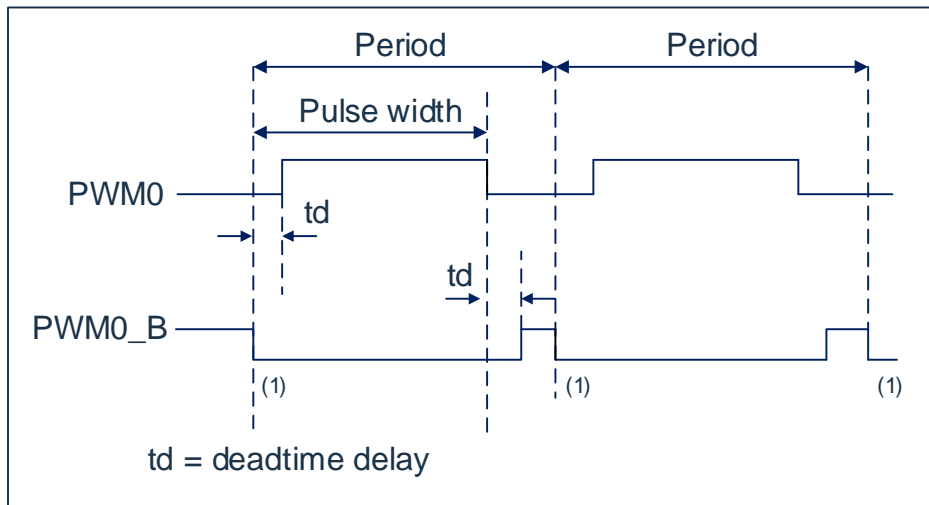 Period Period
Pulse width
PWM0
td
td
PWM0_B
(1) (1) (1)
td = deadtime delay